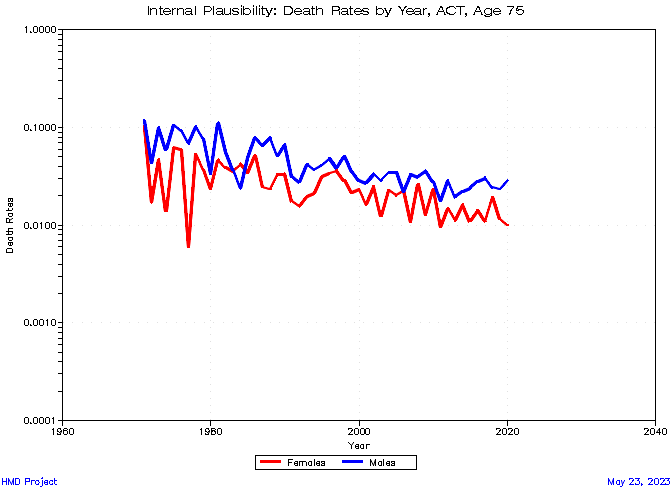 Internal Plausibility: Death Rates by Year, ACT, Age 75
1.0000
0.1000
0.0100
0.0010
0.0001
Death Rates
1960
1980
2000
2020
2040
Year
Females
Males
HMD Project
May 23, 2023